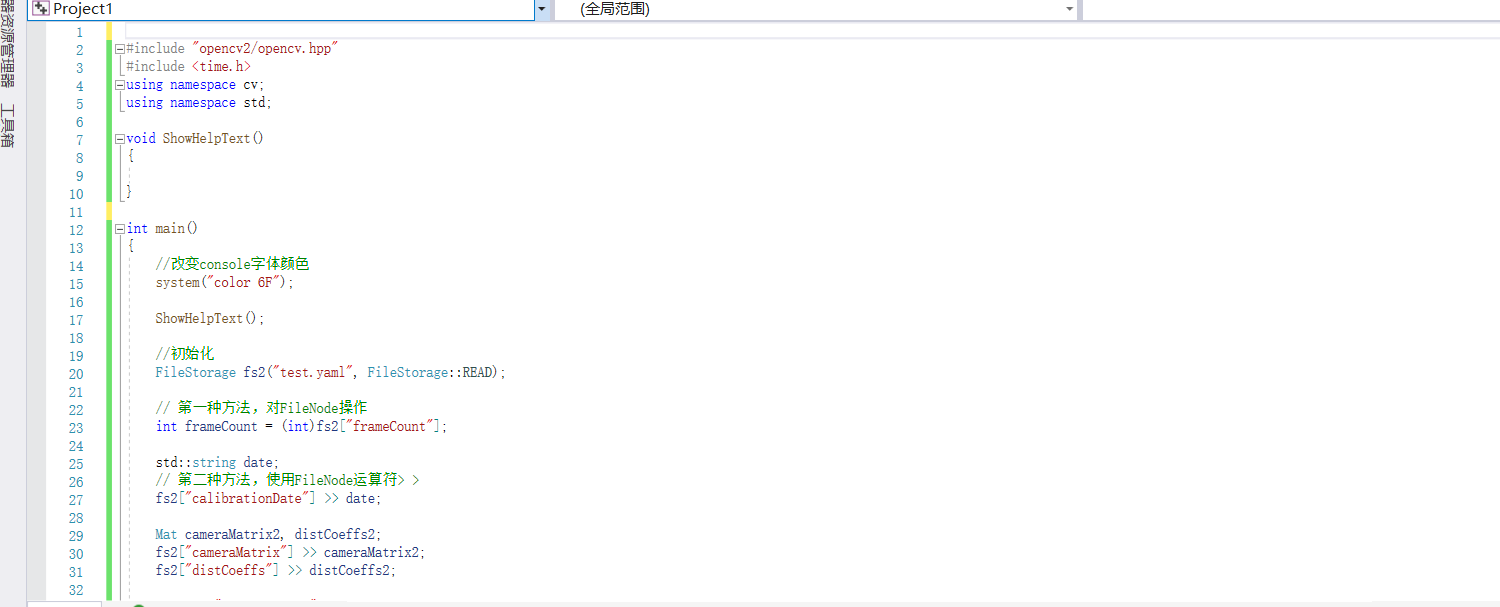 器资源管理器
工具箱
Project1
(全局范围)
1
2 #include "opencv2/opencv.hpp"
3 #include <time.h>
4 using namespace cv;
5 using namespace std;
6
7 void ShowHelpText()
8 {
9
10 }
11
12 int main()
13 {
14 //改变console字体颜色
15 system("color 6F");
16
17 ShowHelpText();
18
19 //初始化
20 FileStorage fs2("test.yaml", FileStorage::READ);
21
22 // 第一种方法，对FileNode操作
23 int frameCount = (int)fs2["frameCount"];
24
25 std::string date;
26 // 第二种方法，使用FileNode运算符> >
27 fs2["calibrationDate"] >> date;
28
29 Mat cameraMatrix2, distCoeffs2;
30 fs2["cameraMatrix"] >> cameraMatrix2;
31 fs2["distCoeffs"] >> distCoeffs2;
32